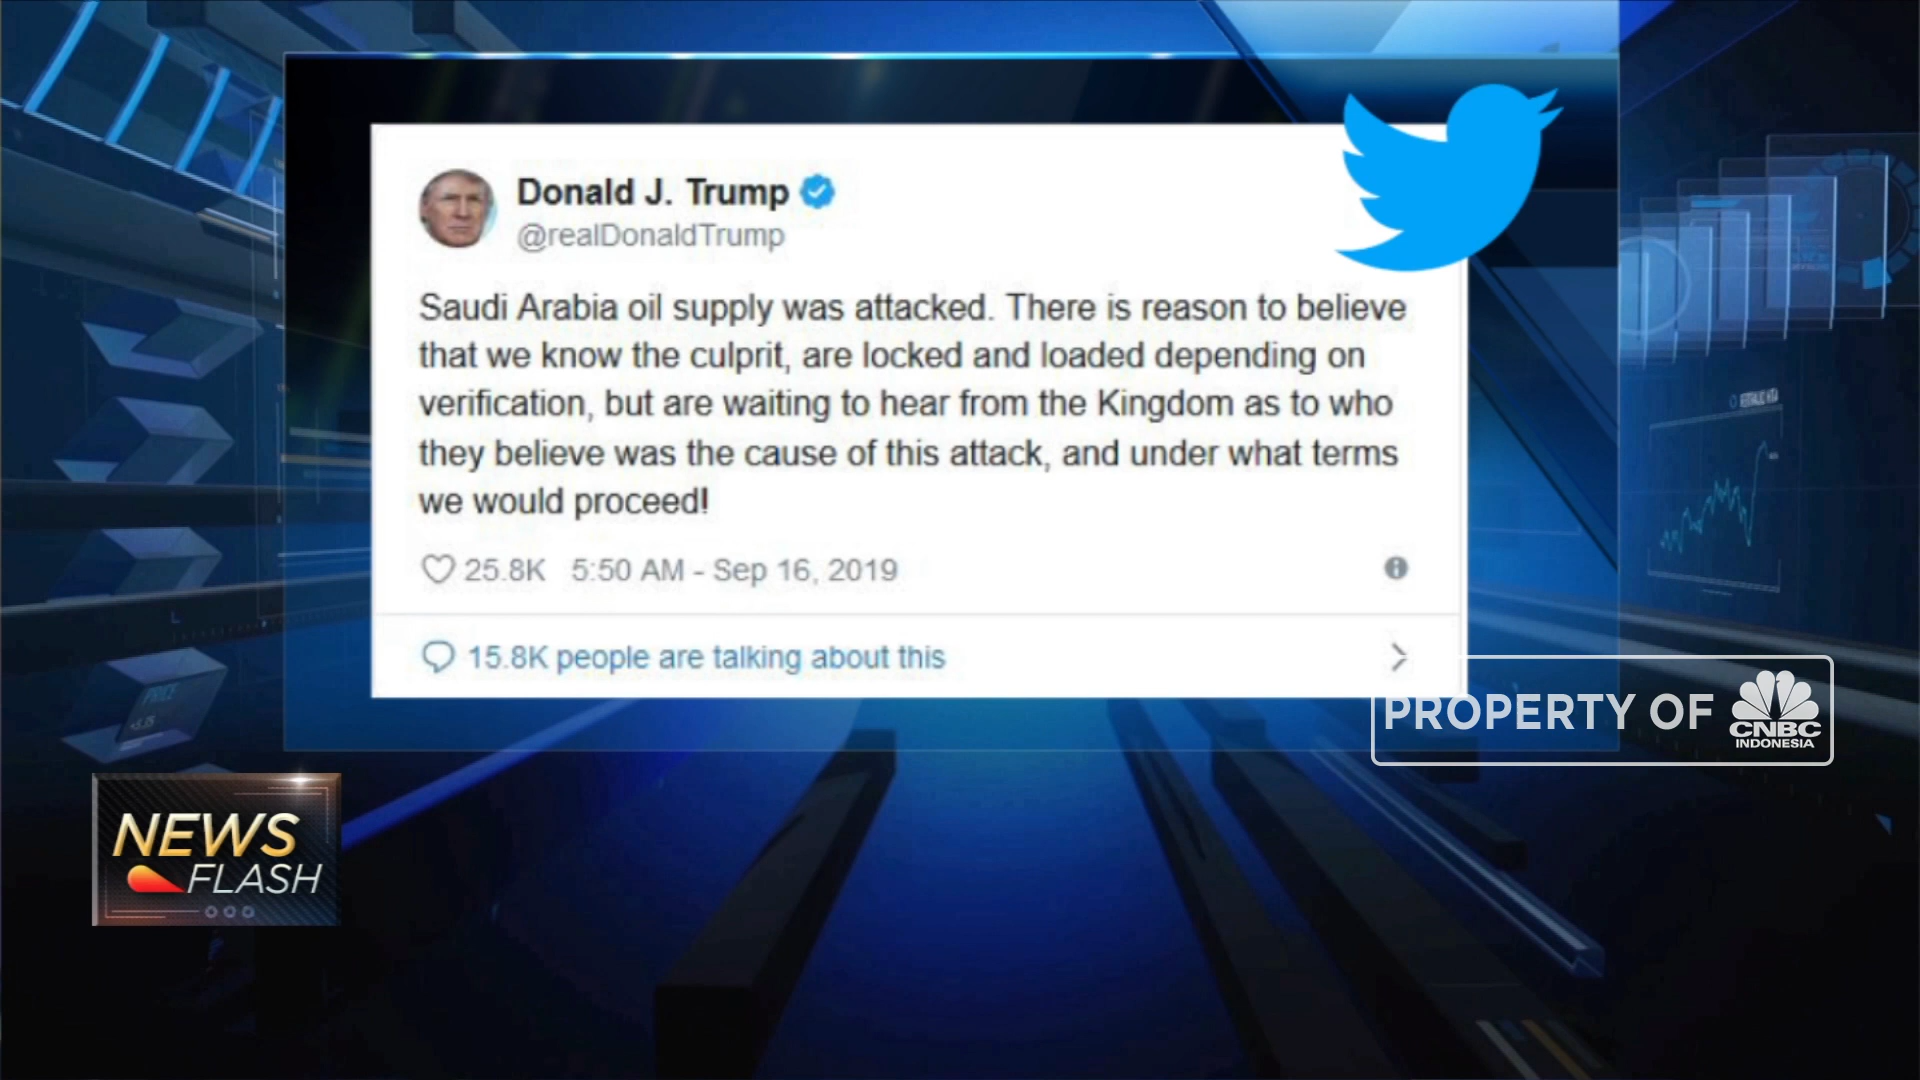 Donald J. Trump
@realDonaldTrump
Saudi Arabia oil supply was attacked. There is reason to believe
that we know the culprit, are locked and loaded depending on
verification, but are waiting to hear from the Kingdom as to who
they believe was the cause of this attack, and under what terms
we would proceed!
25.8K 5:50 AM - Sep 16, 2019
15.8K people are talking about this
PRICE
PROPERTY OF CNBC
INDONESIA
NEWS
FLASH